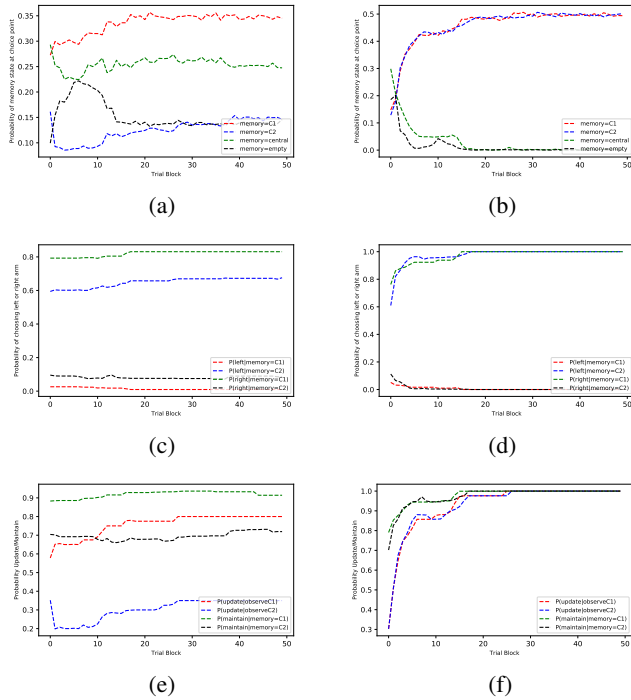 Probability of memory state at choice point
0.35
0.30
0.25
0.20
0.15
0.10
memory=C1
memory=C2
memory=central
memory=empty
0 10 20 30 40 50
Trial Block
(a)
Probability of memory state at choice point
0.5
0.4
0.3
0.2
0.1
0.0
memory=C1
memory=C2
memory=central
memory=empty
0 10 20 30 40 50
Trial Block
(b)
Probability of choosing left or right arm
0.8
0.6
0.4
0.2
0.0
P(left|memory=C1)
P(left|memory=C2)
P(right|memory=C1)
P(right|memory=C2)
0 10 20 30 40 50
Trial Block
(c)
Probability of choosing left or right arm
1.0
0.8
0.6
0.4
0.2
0.0
P(left|memory=C1)
P(left|memory=C2)
P(right|memory=C1)
P(right|memory=C2)
0 10 20 30 40 50
Trial Block
(d)
Probability Update/Maintain
0.9
0.8
0.7
0.6
0.5
0.4
0.3
0.2
P(update|observeC1)
P(update|observeC2)
P(maintain|memory=C1)
P(maintain|memory=C2)
0 10 20 30 40 50
Trial Block
(e)
Probability Update/Maintain
1.0
0.9
0.8
0.7
0.6
0.5
0.4
0.3
P(update|observeC1)
P(update|observeC2)
P(maintain|memory=C1)
P(maintain|memory=C2)
0 10 20 30 40 50
Trial Block
(f)